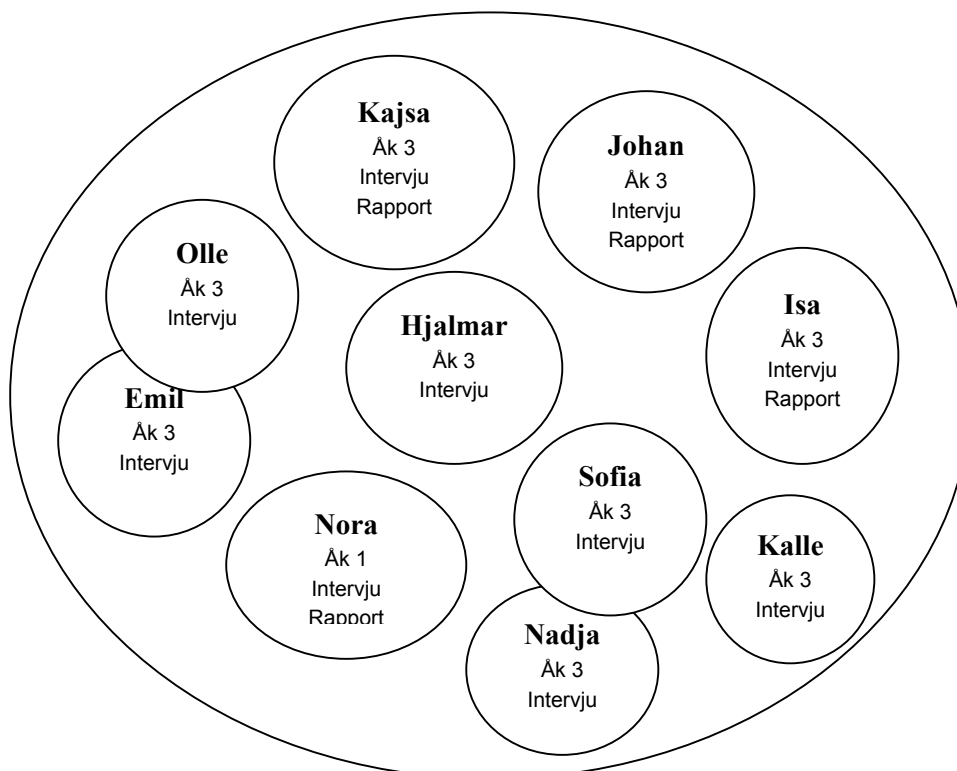 Kajsa
Åk 3
Intervju
Rapport
Johan
Åk 3
Intervju
Rapport
Olle
Åk 3
Intervju
Hjalmar
Åk 3
Intervju
Isa
Åk 3
Intervju
Rapport
Emil
Åk 3
Intervju
Sofia
Åk 3
Intervju
Nora
Åk 1
Intervju
Rapport
Kalle
Åk 3
Intervju
Nadja
Åk 3
Intervju